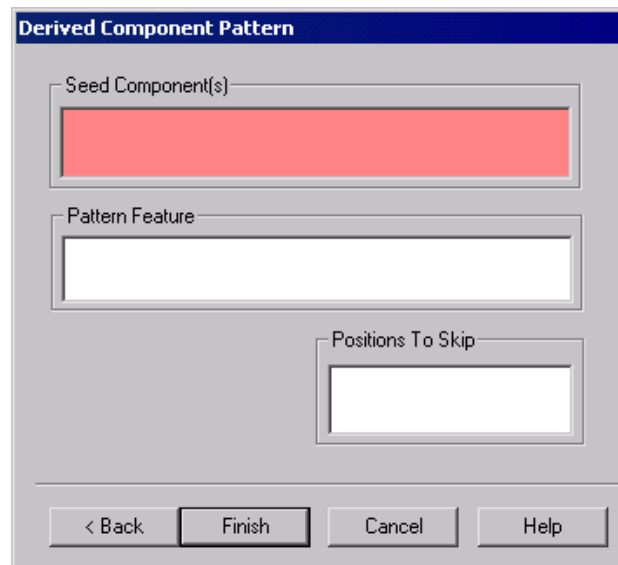 Derived Component Pattern
Seed Component(s)
Pattern Feature
Positions To Skip
< Back Finish Cancel Help